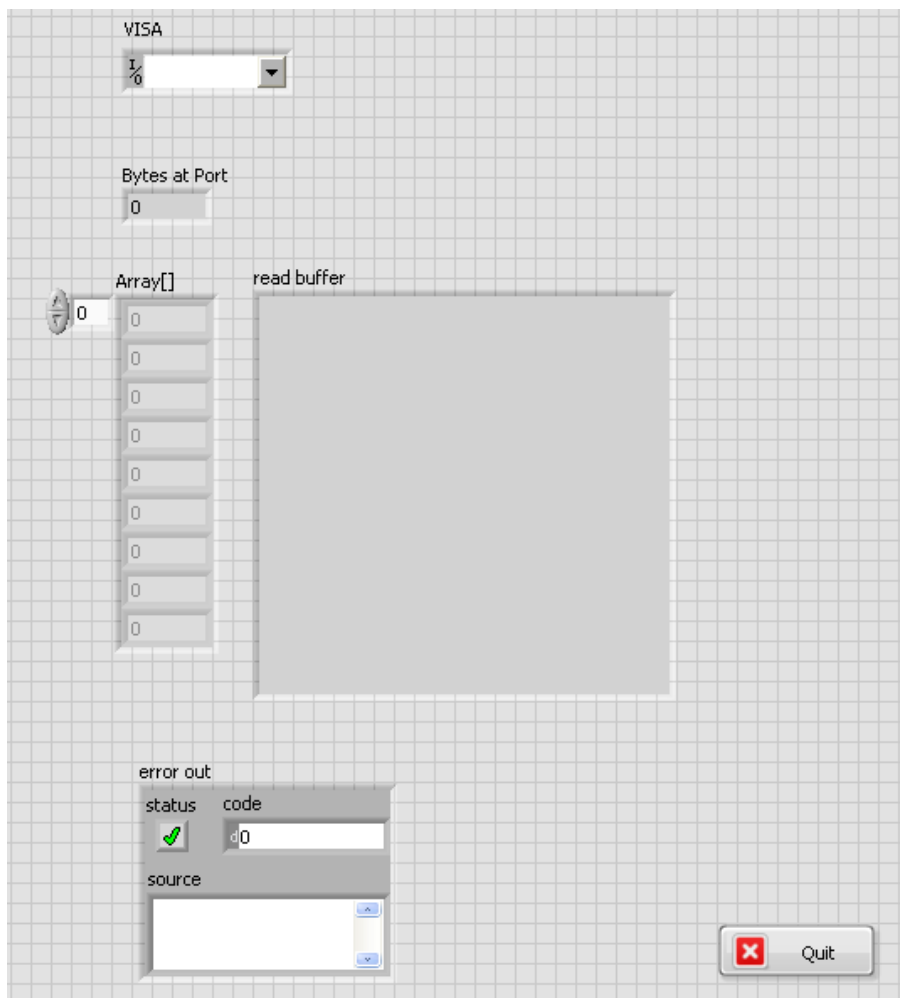 VISA
I/O
Bytes at Port
0
Array[] read buffer
0 0
0
0
0
0
0
0
0
0
error out
status code
d0
source
Quit